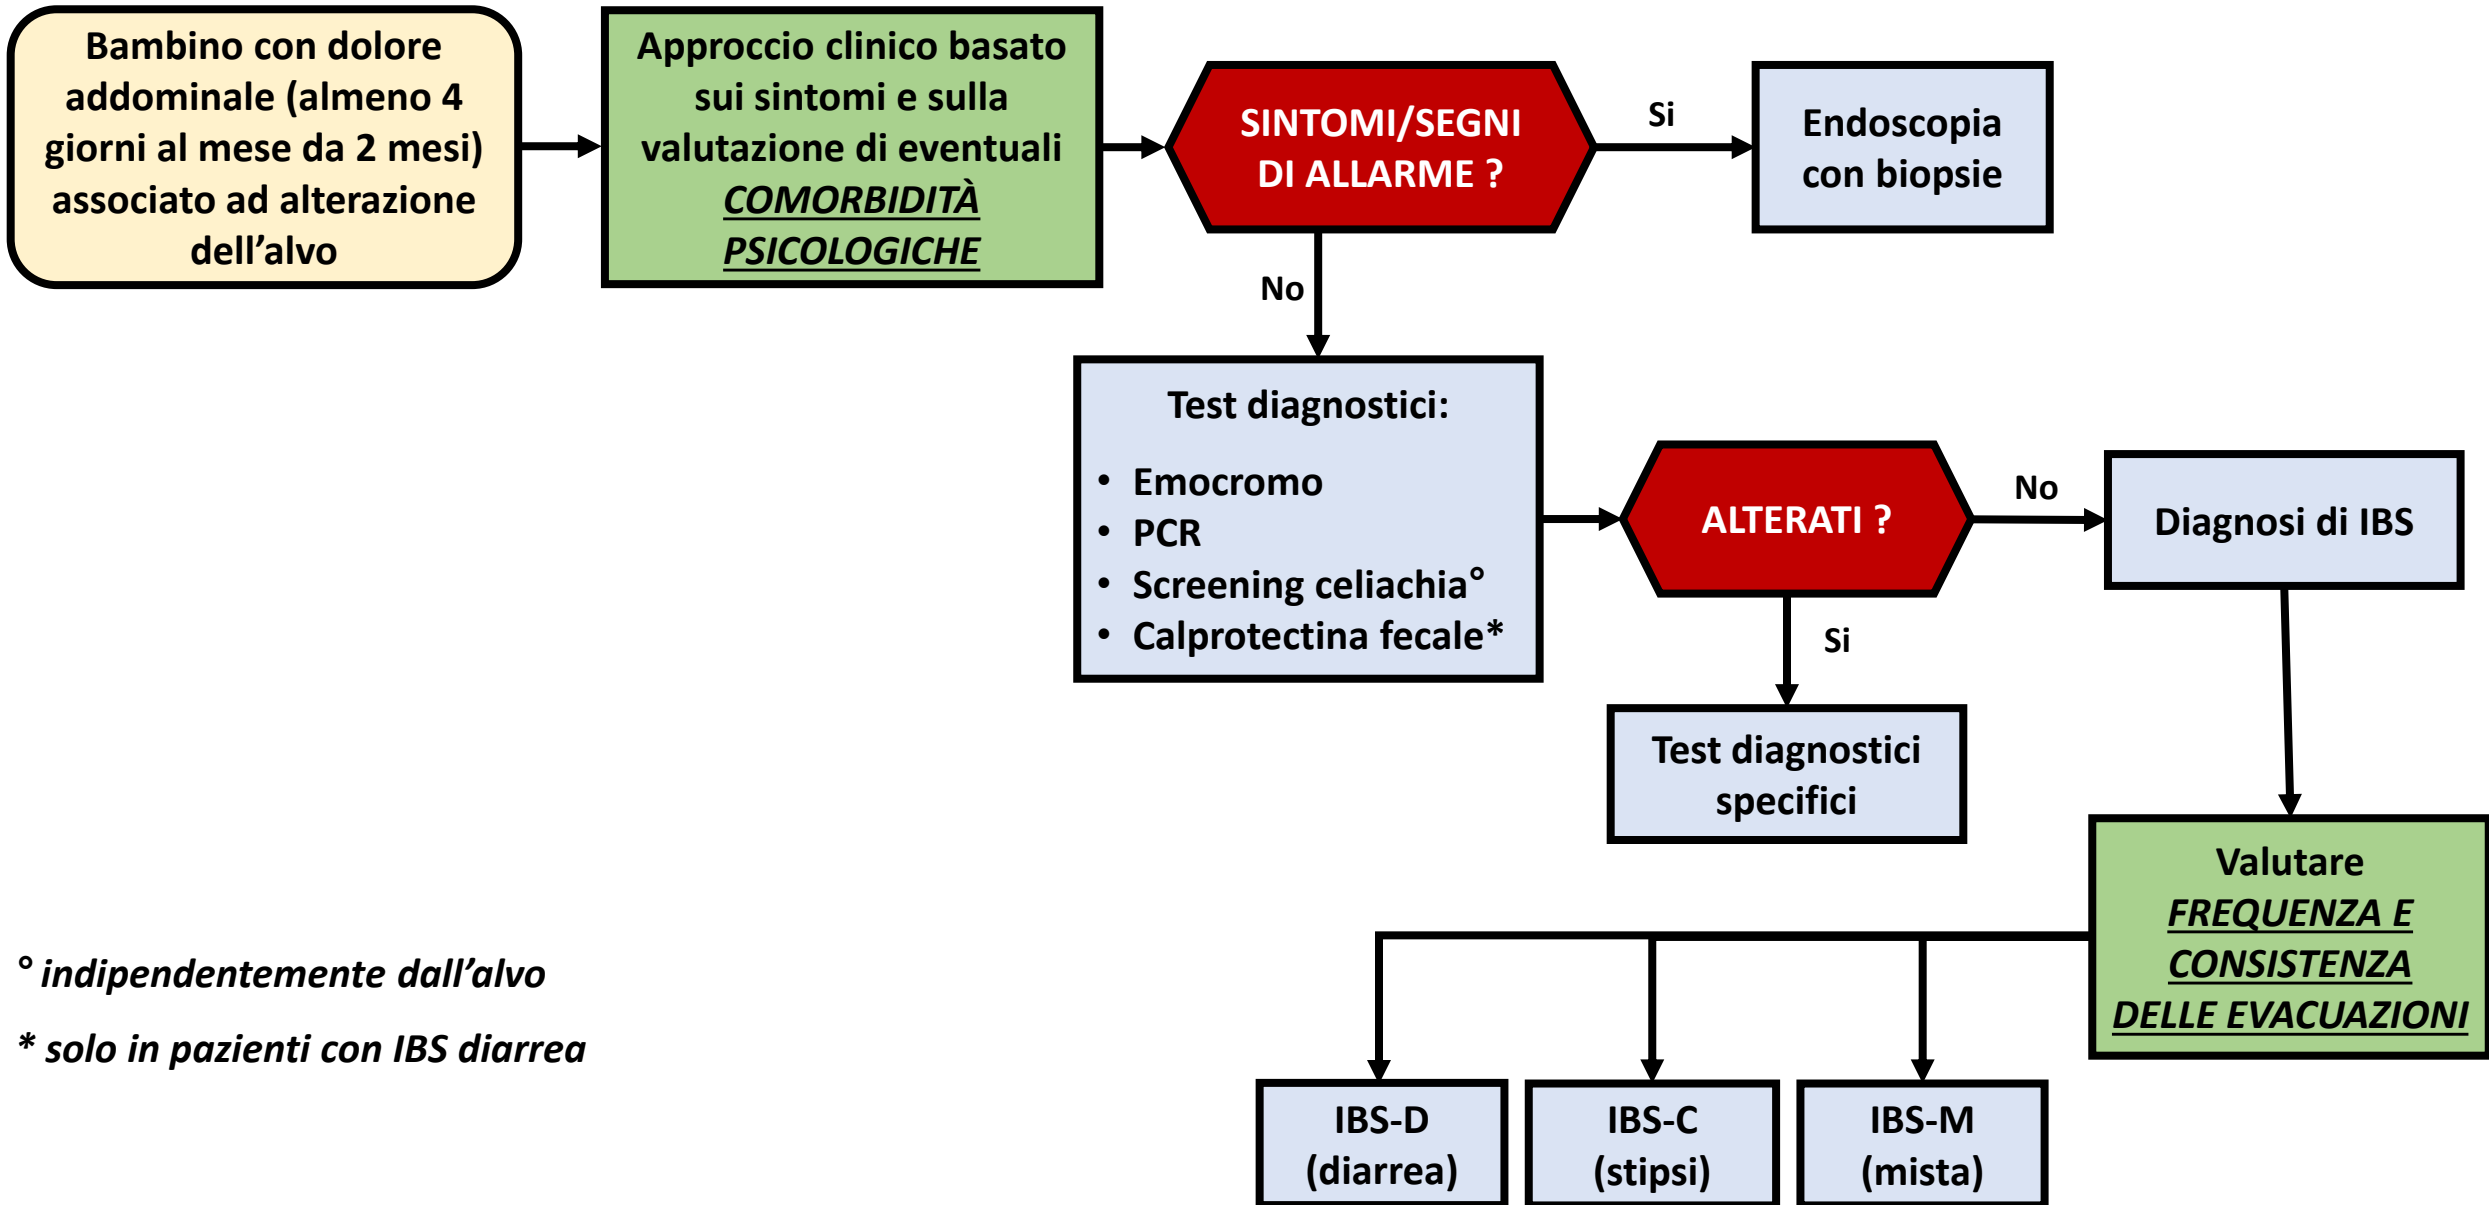 Bambino con dolore
addominale (almeno 4
giorni al mese da 2 mesi)
associato ad alterazione
dell’alvo
Approccio clinico basato
sui sintomi e sulla
valutazione di eventuali
COMORBIDITÀ
PSICOLOGICHE
SINTOMI/SEGNI
DI ALLARME ?
Si
Endoscopia
con biopsie
No
Test diagnostici:
• Emocromo
• PCR
• Screening celiachia°
• Calprotectina fecale*
ALTERATI ?
No
Diagnosi di IBS
Si
Test diagnostici
specifici
Valutare
FREQUENZA E
CONSISTENZA
DELLE EVACUAZIONI
IBS-D
(diarrea)
IBS-C
(stipsi)
IBS-M
(mista)
° indipendentemente dall’alvo
* solo in pazienti con IBS diarrea